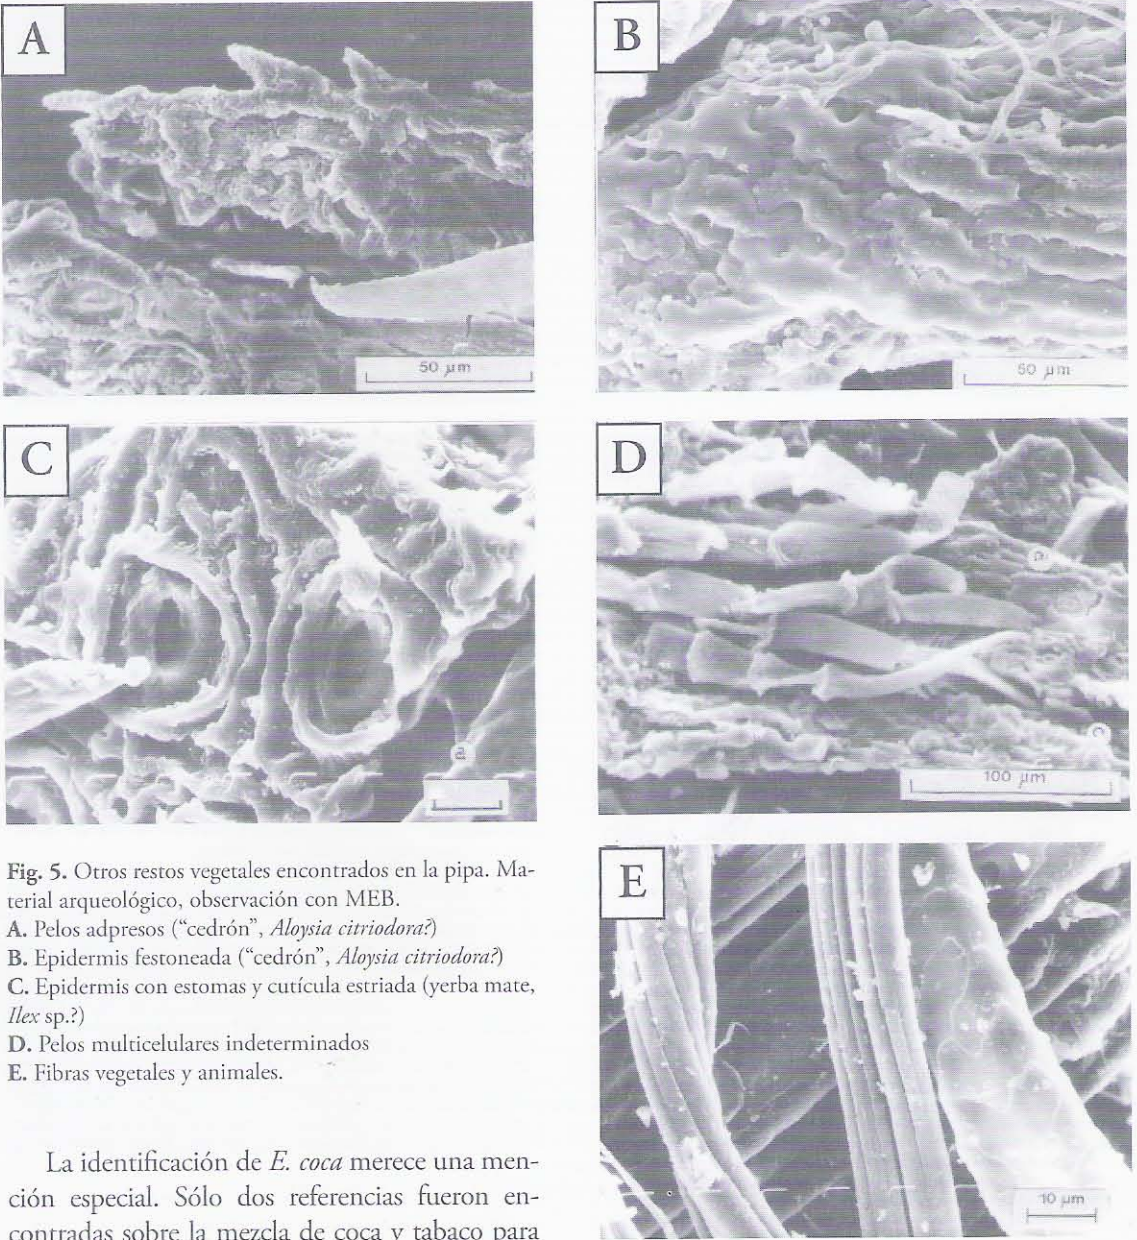 A
50 µm
B
50 µm
C
a
D
a
c
100 µm
E
10 µm
Fig. 5. Otros restos vegetales encontrados en la pipa. Ma-
terial arqueológico, observación con MEB.
A. Pelos adpresos (“cedrón”, Aloysia citriodora?)
B. Epidermis festoneada (“cedrón”, Aloysia citriodora?)
C. Epidermis con estomas y cutícula estriada (yerba mate,
Ilex sp.?)
D. Pelos multicelulares indeterminados
E. Fibras vegetales y animales.
La identificación de E. coca merece una men-
ción especial. Sólo dos referencias fueron en-
contradas sobre la mezcla de coca y tabaco para